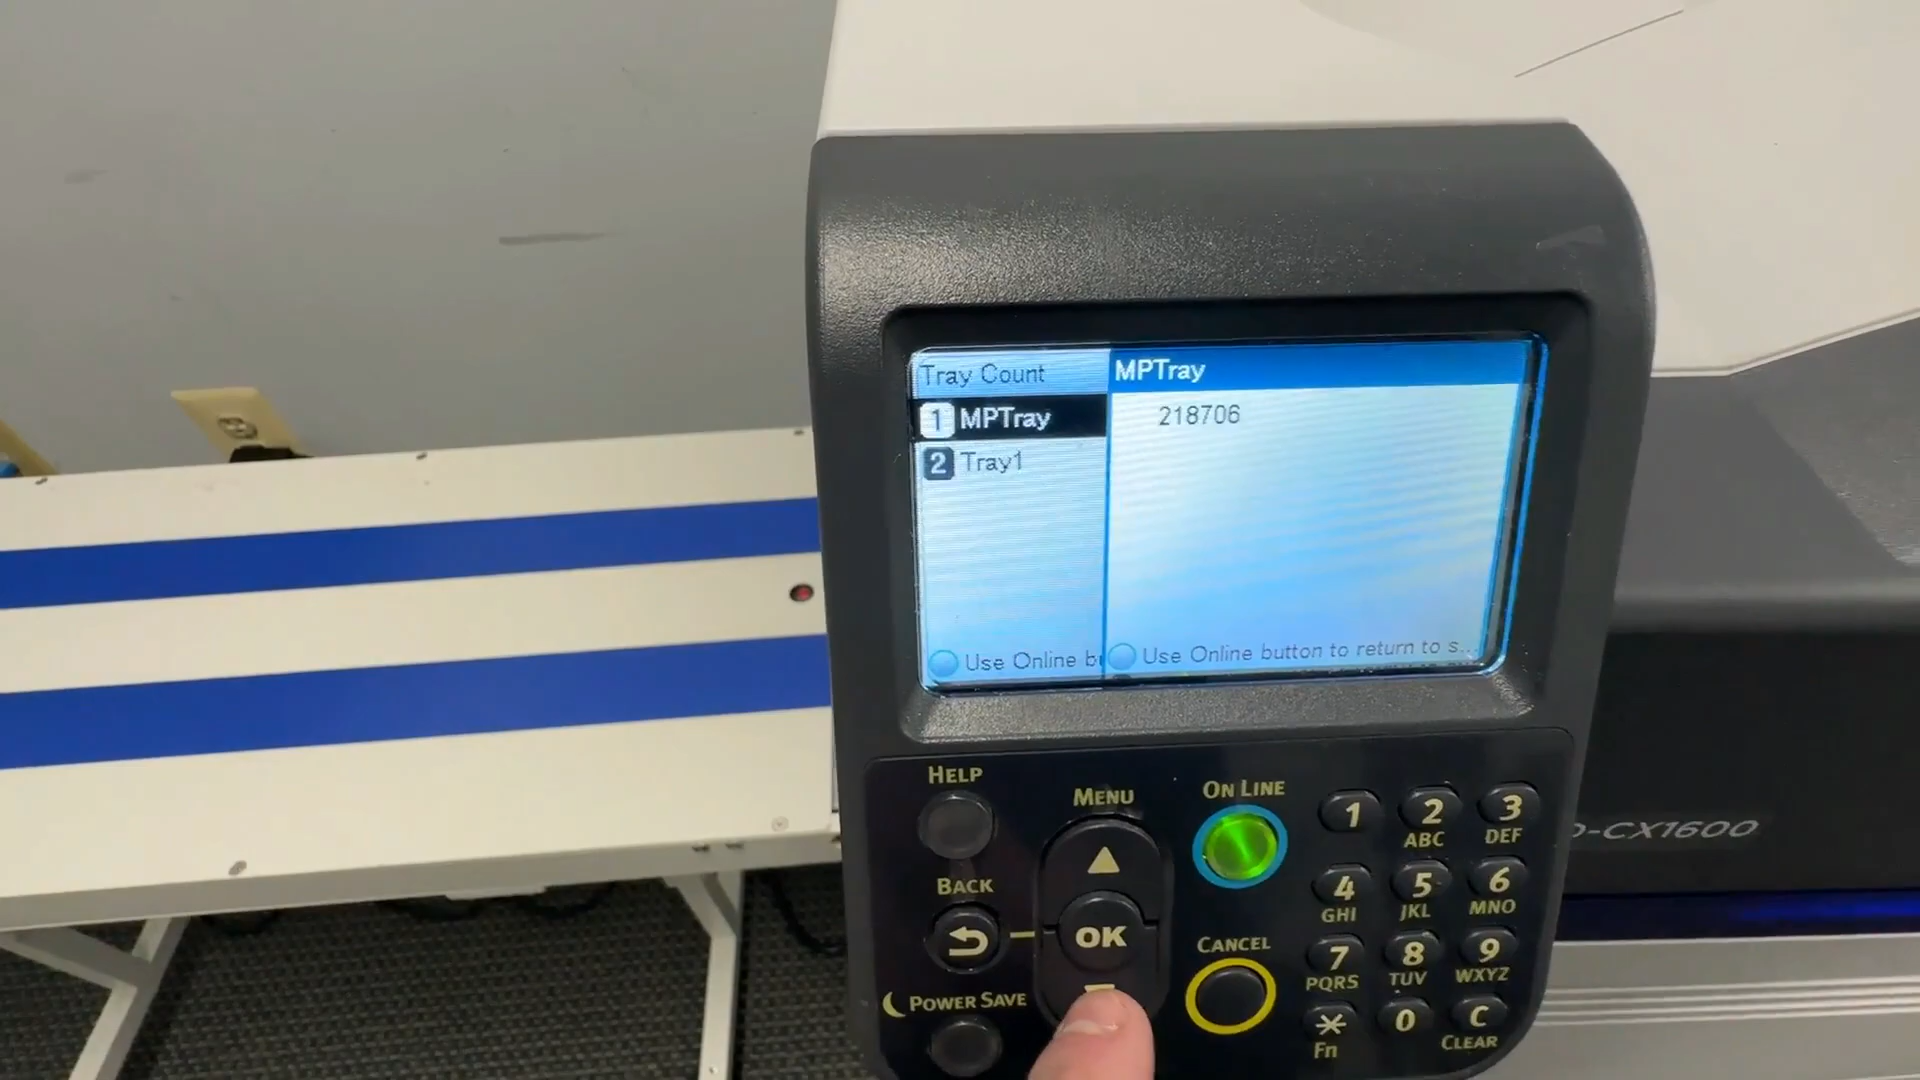 Tray Count
MPTray
1 MPTray
218706
2 Tray1
Use Online
Use Online button to return to s...
HELP
MENU
ON LINE
1
2
3
ABC
DEF
BACK
4
5
6
GHI
JKL
MNO
OK
CANCEL
7
8
9
PQRS
TUV
WXYZ
POWER SAVE
*
0
C
Fn
CLEAR
-CX1600